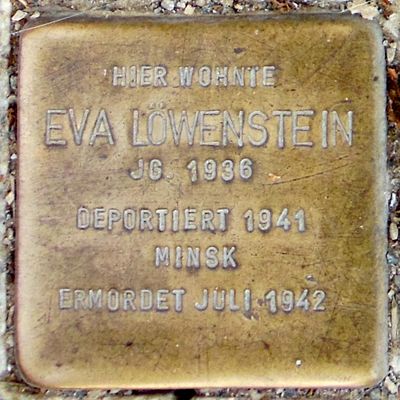 HIER WOHNTE
EVA LÖWENSTEIN
JG. 1936
DEPORTIERT 1941
MINSK
ERMORDET JULI 1942